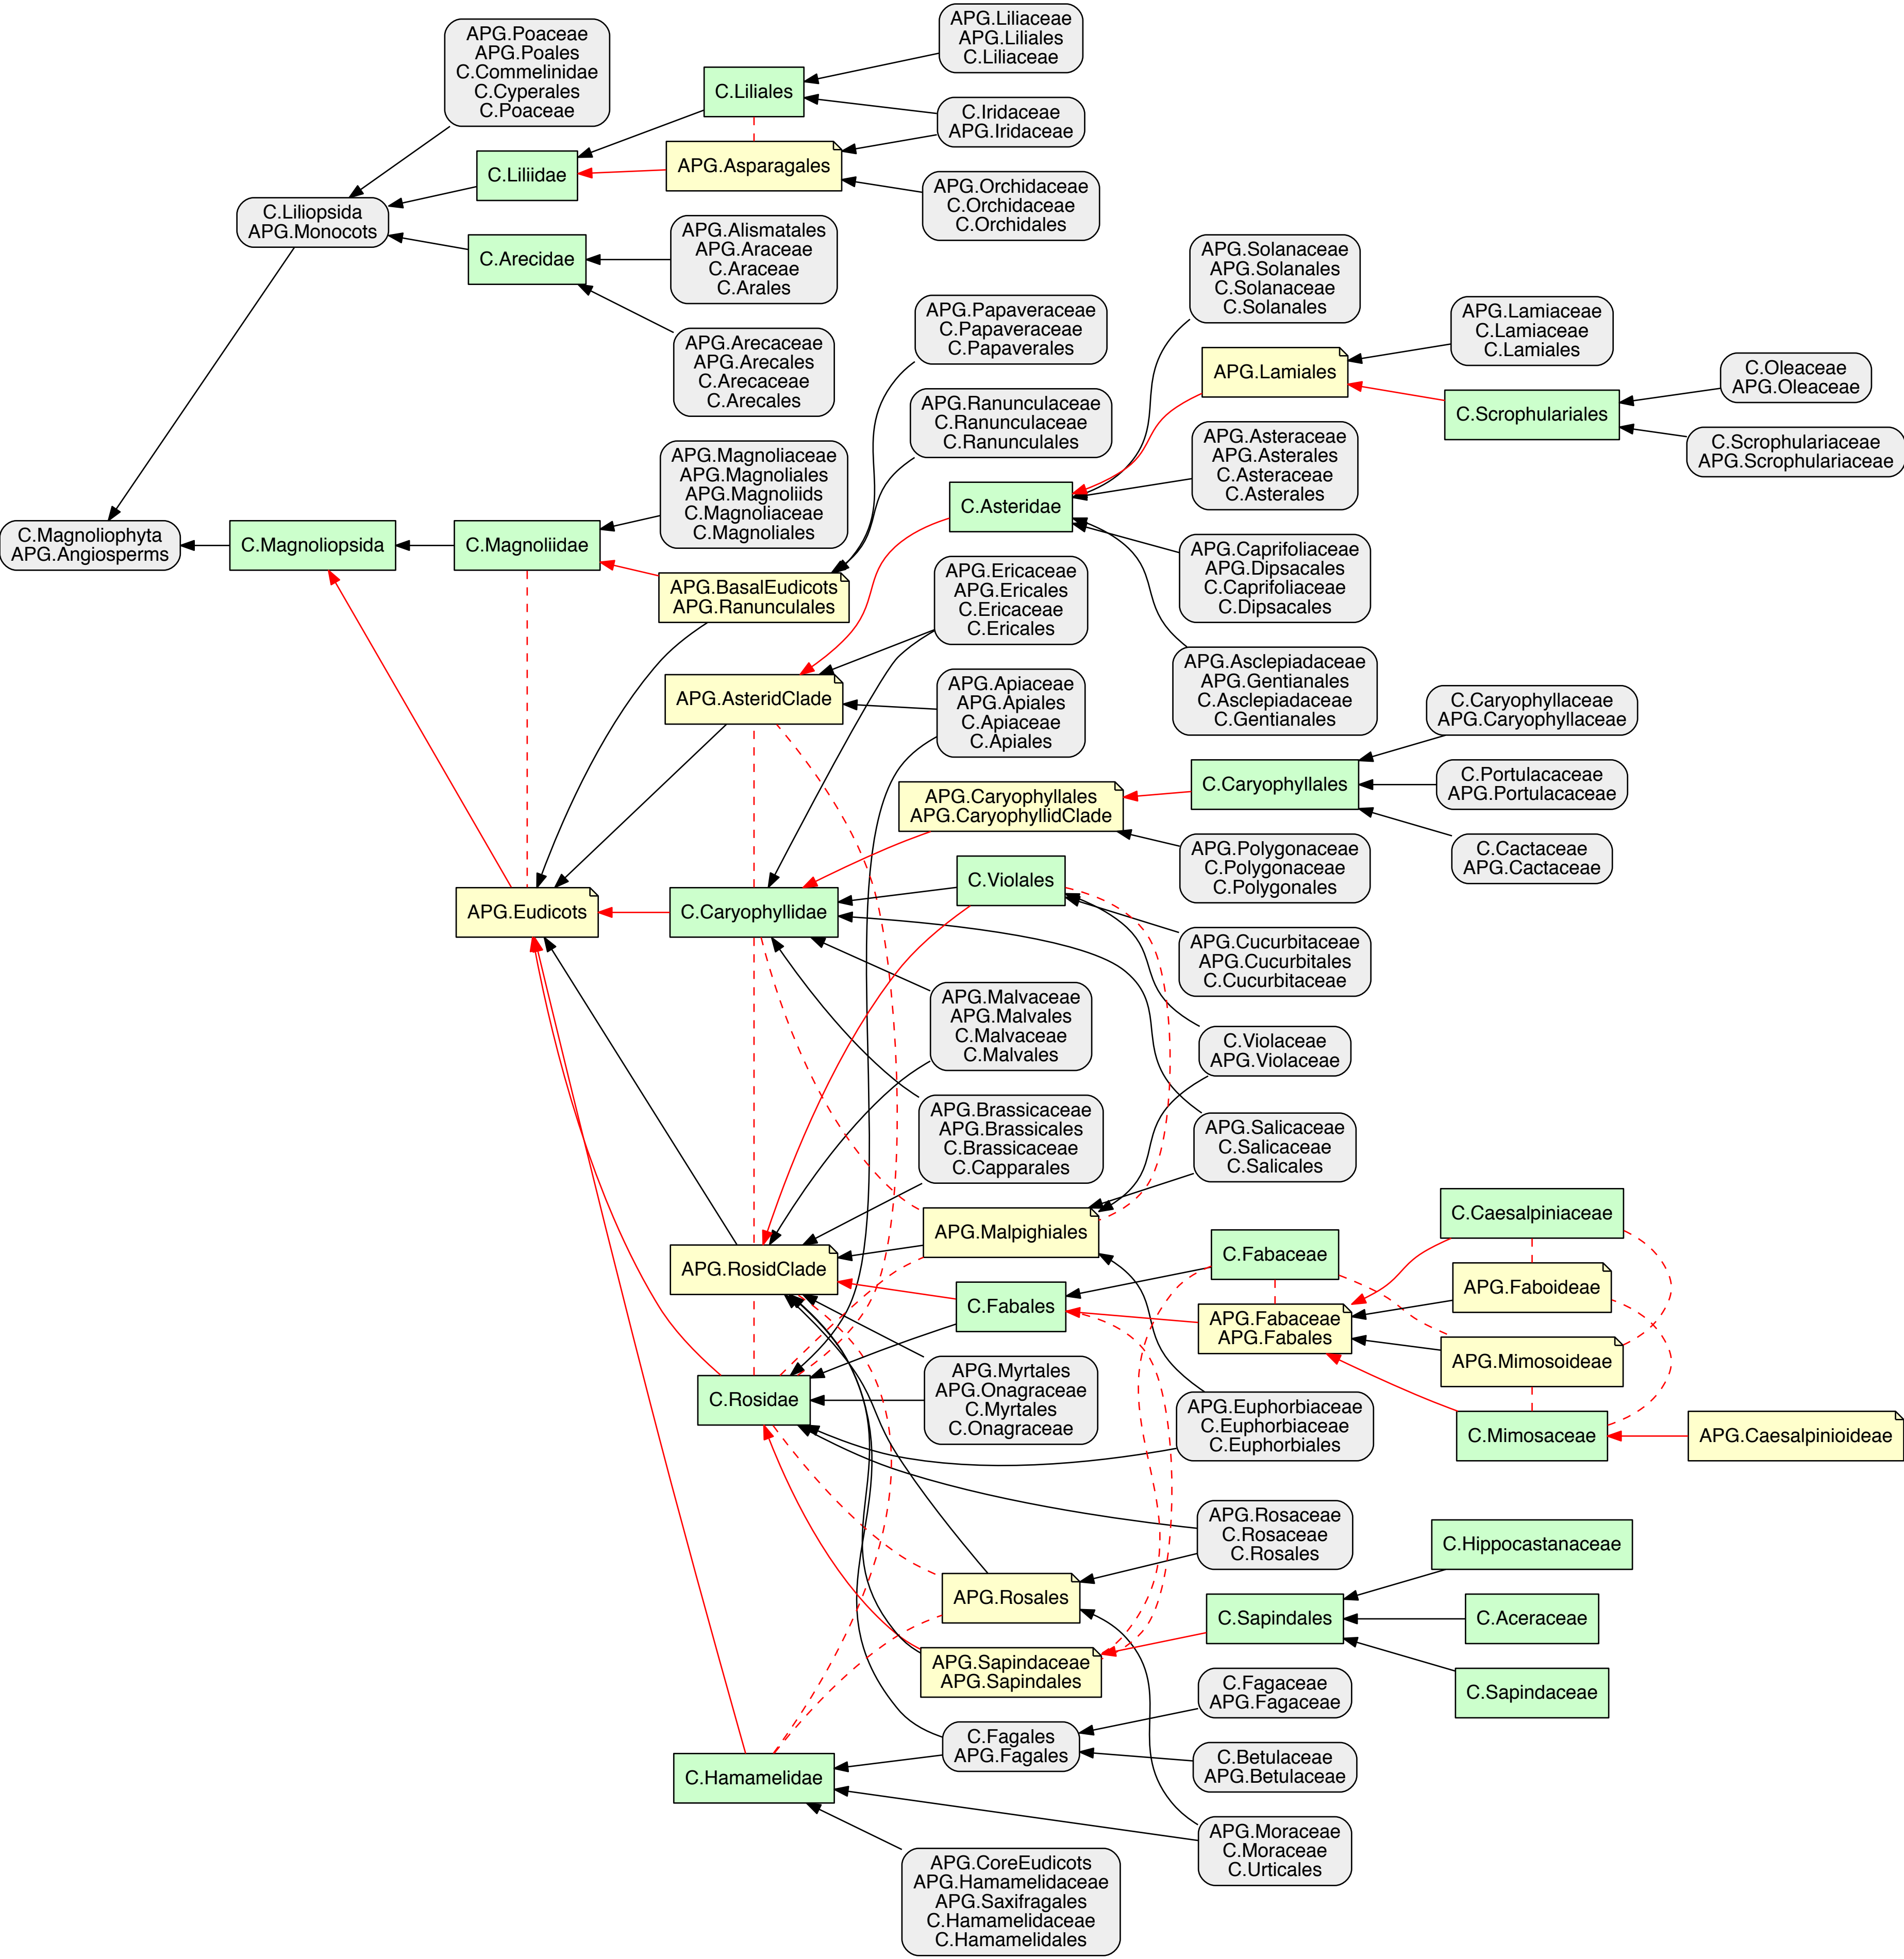 APG.Poaceae
APG.Poales
C.Commelinidae
C.Cyperales
C.Poaceae
APG.Liliaceae
APG.Liliales
C.Liliaceae
C.Liliales
C.Iridaceae
APG.Iridaceae
APG.Asparagales
C.Liliidae
APG.Orchidaceae
C.Orchidaceae
C.Orchidales
C.Liliopsida
APG.Monocots
C.Arecidae
APG.Alismatales
APG.Araceae
C.Araceae
C.Arales
APG.Arecaceae
APG.Arecales
C.Arecaceae
C.Arecales
APG.Papaveraceae
C.Papaveraceae
C.Papaverales
APG.Ranunculaceae
C.Ranunculaceae
C.Ranunculales
APG.Solanaceae
APG.Solanales
C.Solanaceae
C.Solanales
APG.Lamiales
APG.Lamiaceae
C.Lamiaceae
C.Lamiales
C.Scrophulariales
C.Oleaceae
APG.Oleaceae
C.Scrophulariaceae
APG.Scrophulariaceae
APG.Asteraceae
APG.Asterales
C.Asteraceae
C.Asterales
C.Asteridae
APG.Magnoliaceae
APG.Magnoliales
APG.Magnoliids
C.Magnoliaceae
C.Magnoliales
C.Magnoliophyta
APG.Angiosperms
C.Magnoliopsida
C.Magnoliidae
APG.BasalEudicots
APG.Ranunculales
APG.Caprifoliaceae
APG.Dipsacales
C.Caprifoliaceae
C.Dipsacales
APG.Ericaceae
APG.Ericales
C.Ericaceae
C.Ericales
APG.AsteridClade
APG.Apiaceae
APG.Apiales
C.Apiaceae
C.Apiales
APG.Asclepiadaceae
APG.Gentianales
C.Asclepiadaceae
C.Gentianales
C.Caryophyllaceae
APG.Caryophyllaceae
C.Caryophyllales
C.Portulacaceae
APG.Portulacaceae
APG.Caryophyllales
APG.CaryophyllidClade
C.Cactaceae
APG.Cactaceae
APG.Polygonaceae
C.Polygonaceae
C.Polygonales
C.Violales
APG.Eudicots
C.Caryophyllidae
APG.Cucurbitaceae
APG.Cucurbitales
C.Cucurbitaceae
APG.Malvaceae
APG.Malvales
C.Malvaceae
C.Malvales
C.Violaceae
APG.Violaceae
APG.Brassicaceae
APG.Brassicales
C.Brassicaceae
C.Capparales
APG.Salicaceae
C.Salicaceae
C.Salicales
APG.Malpighiales
APG.RosidClade
C.Fabaceae
C.Caesalpiniaceae
APG.Faboideae
C.Fabales
APG.Fabaceae
APG.Fabales
APG.Mimosoideae
C.Mimosaceae
APG.Caesalpinioideae
C.Rosidae
APG.Myrtales
APG.Onagraceae
C.Myrtales
C.Onagraceae
APG.Euphorbiaceae
C.Euphorbiaceae
C.Euphorbiales
APG.Rosaceae
C.Rosaceae
C.Rosales
C.Hippocastanaceae
APG.Rosales
C.Sapindales
C.Aceraceae
APG.Sapindaceae
APG.Sapindales
C.Sapindaceae
C.Fagaceae
APG.Fagaceae
C.Fagales
APG.Fagales
C.Betulaceae
APG.Betulaceae
C.Hamamelidae
APG.Moraceae
C.Moraceae
C.Urticales
APG.CoreEudicots
APG.Hamamelidaceae
APG.Saxifragales
C.Hamamelidaceae
C.Hamamelidales